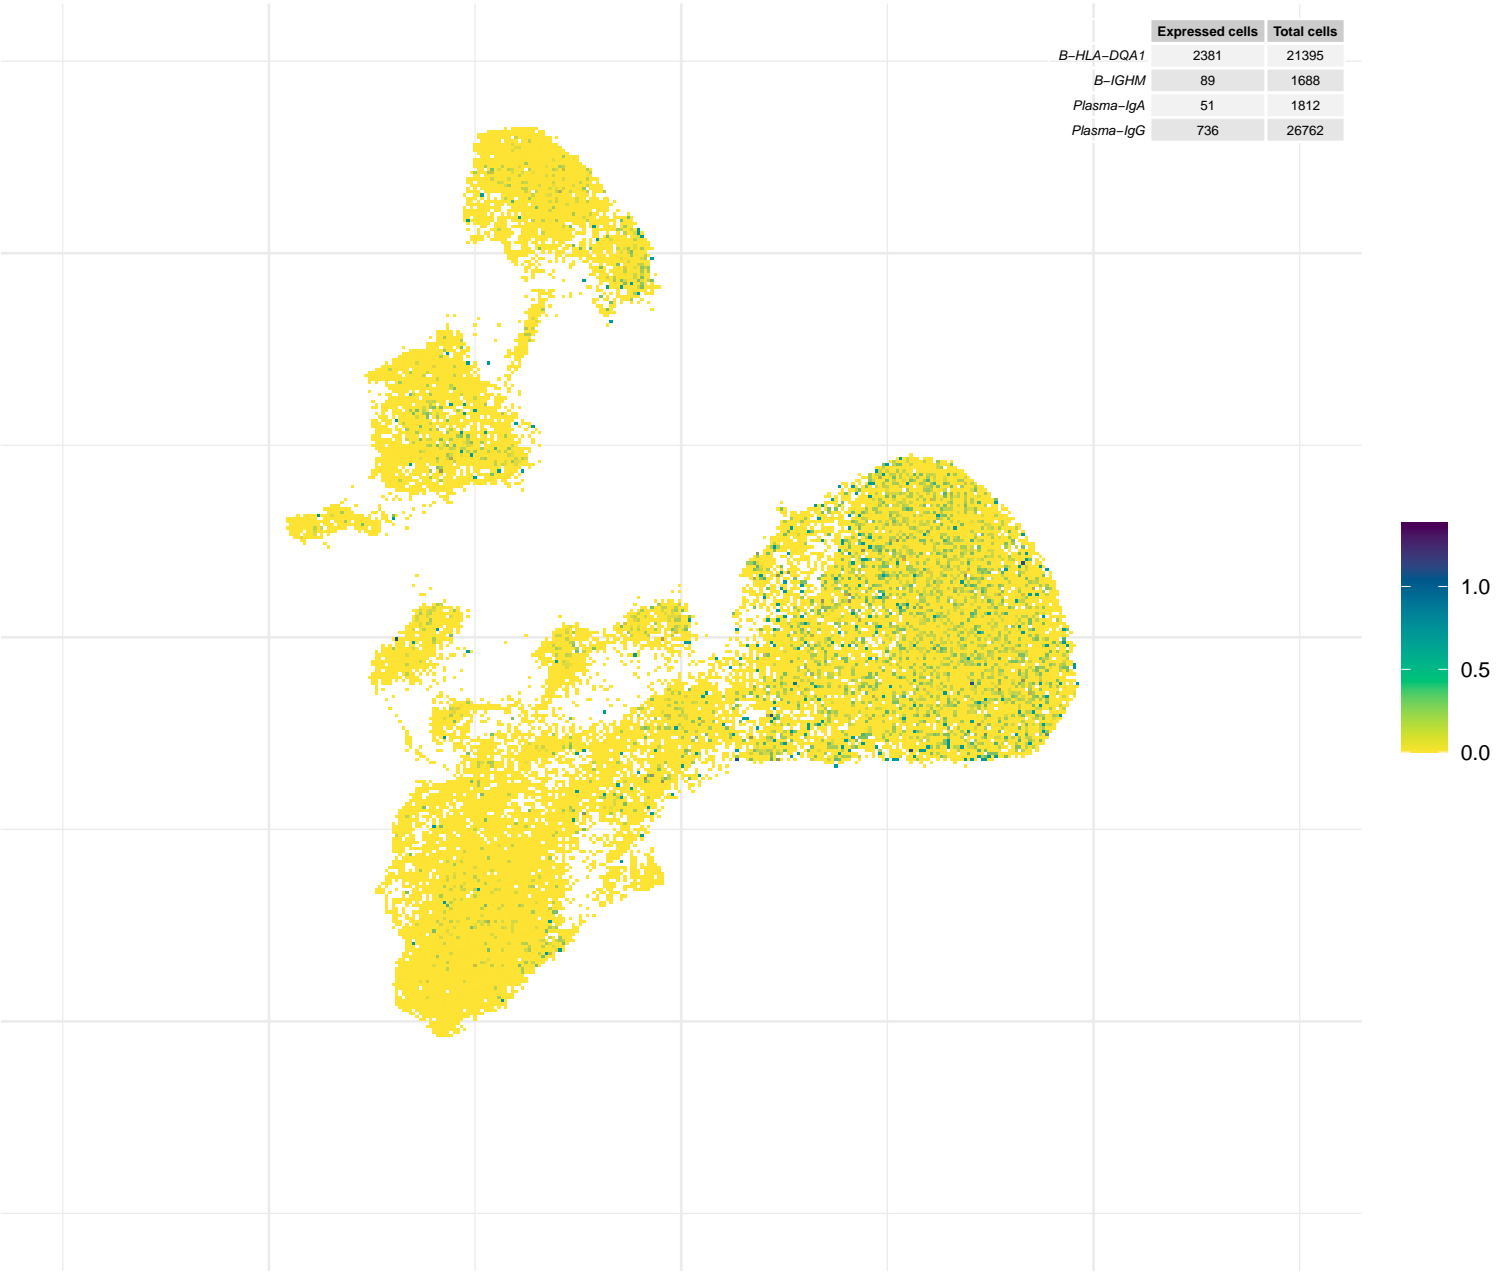 Expressed cells Total cells
B−HLA−DQA1 2381 21395
B−IGHM 89 1688
Plasma−IgA 51 1812
Plasma−IgG 736 26762
1.0
0.5
0.0